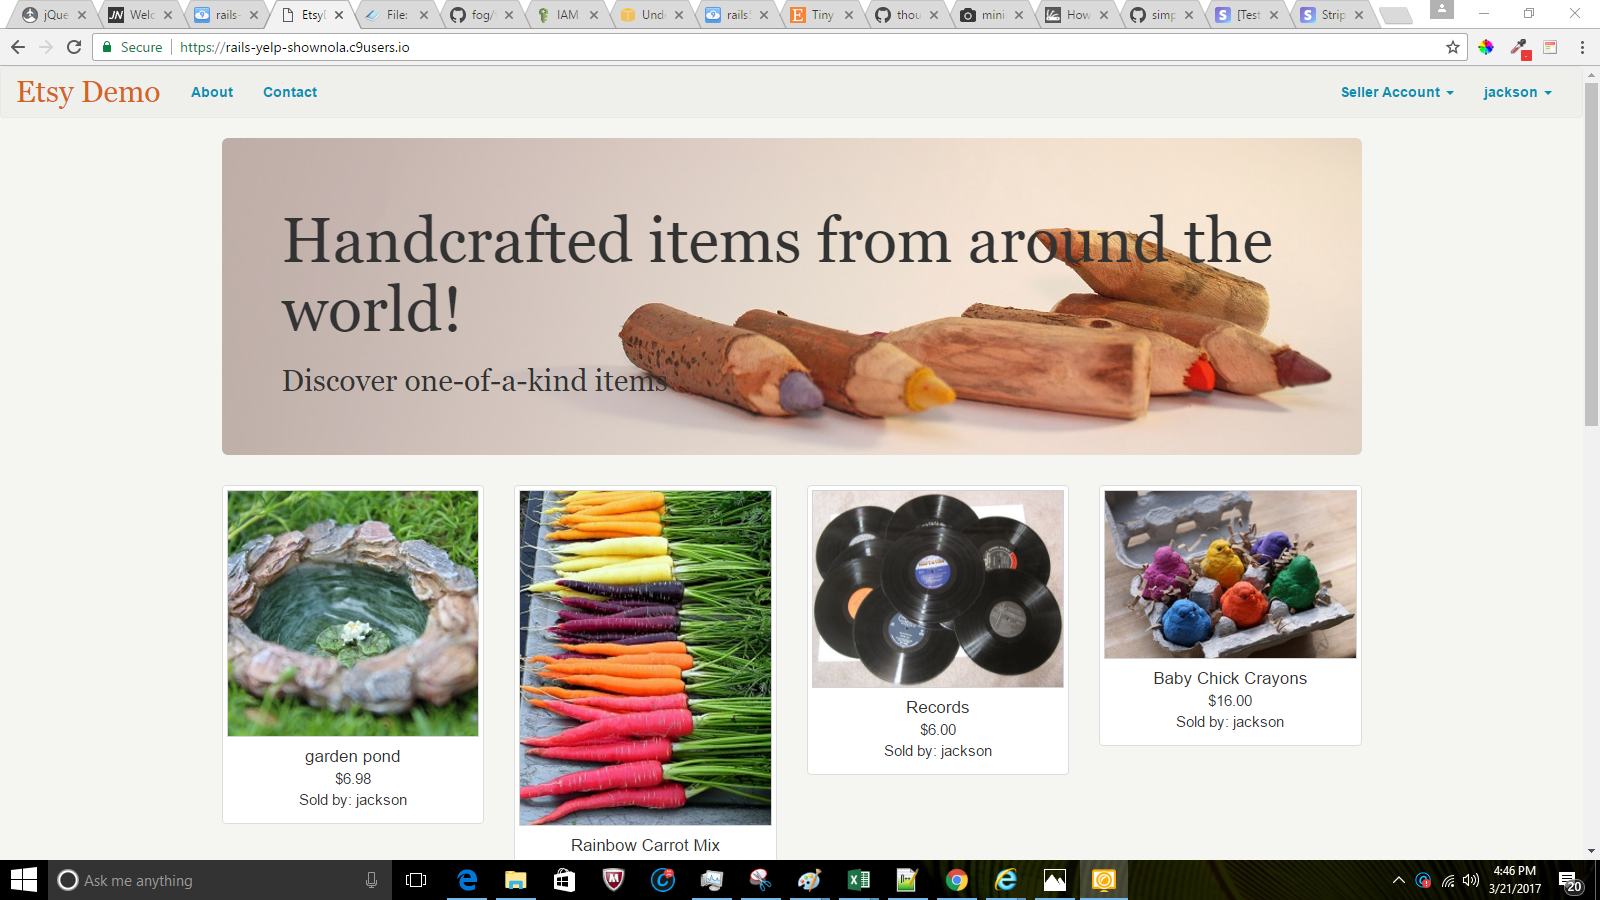 jQue
Welc
rails-
EtsyD
File:
fog/
IAM
Unde
rails
Tiny
thou
mini
How
simp
[Test
Strip
Secure
https://rails-yelp-shownola.c9users.io
Etsy Demo
About
Contact
Seller Account
jackson
Handcrafted items from around the
world!
Discover one-of-a-kind items
garden pond
$6.98
Sold by: jackson
Rainbow Carrot Mix
Records
$6.00
Sold by: jackson
Baby Chick Crayons
$16.00
Sold by: jackson
Ask me anything
4:46 PM
3/21/2017
20